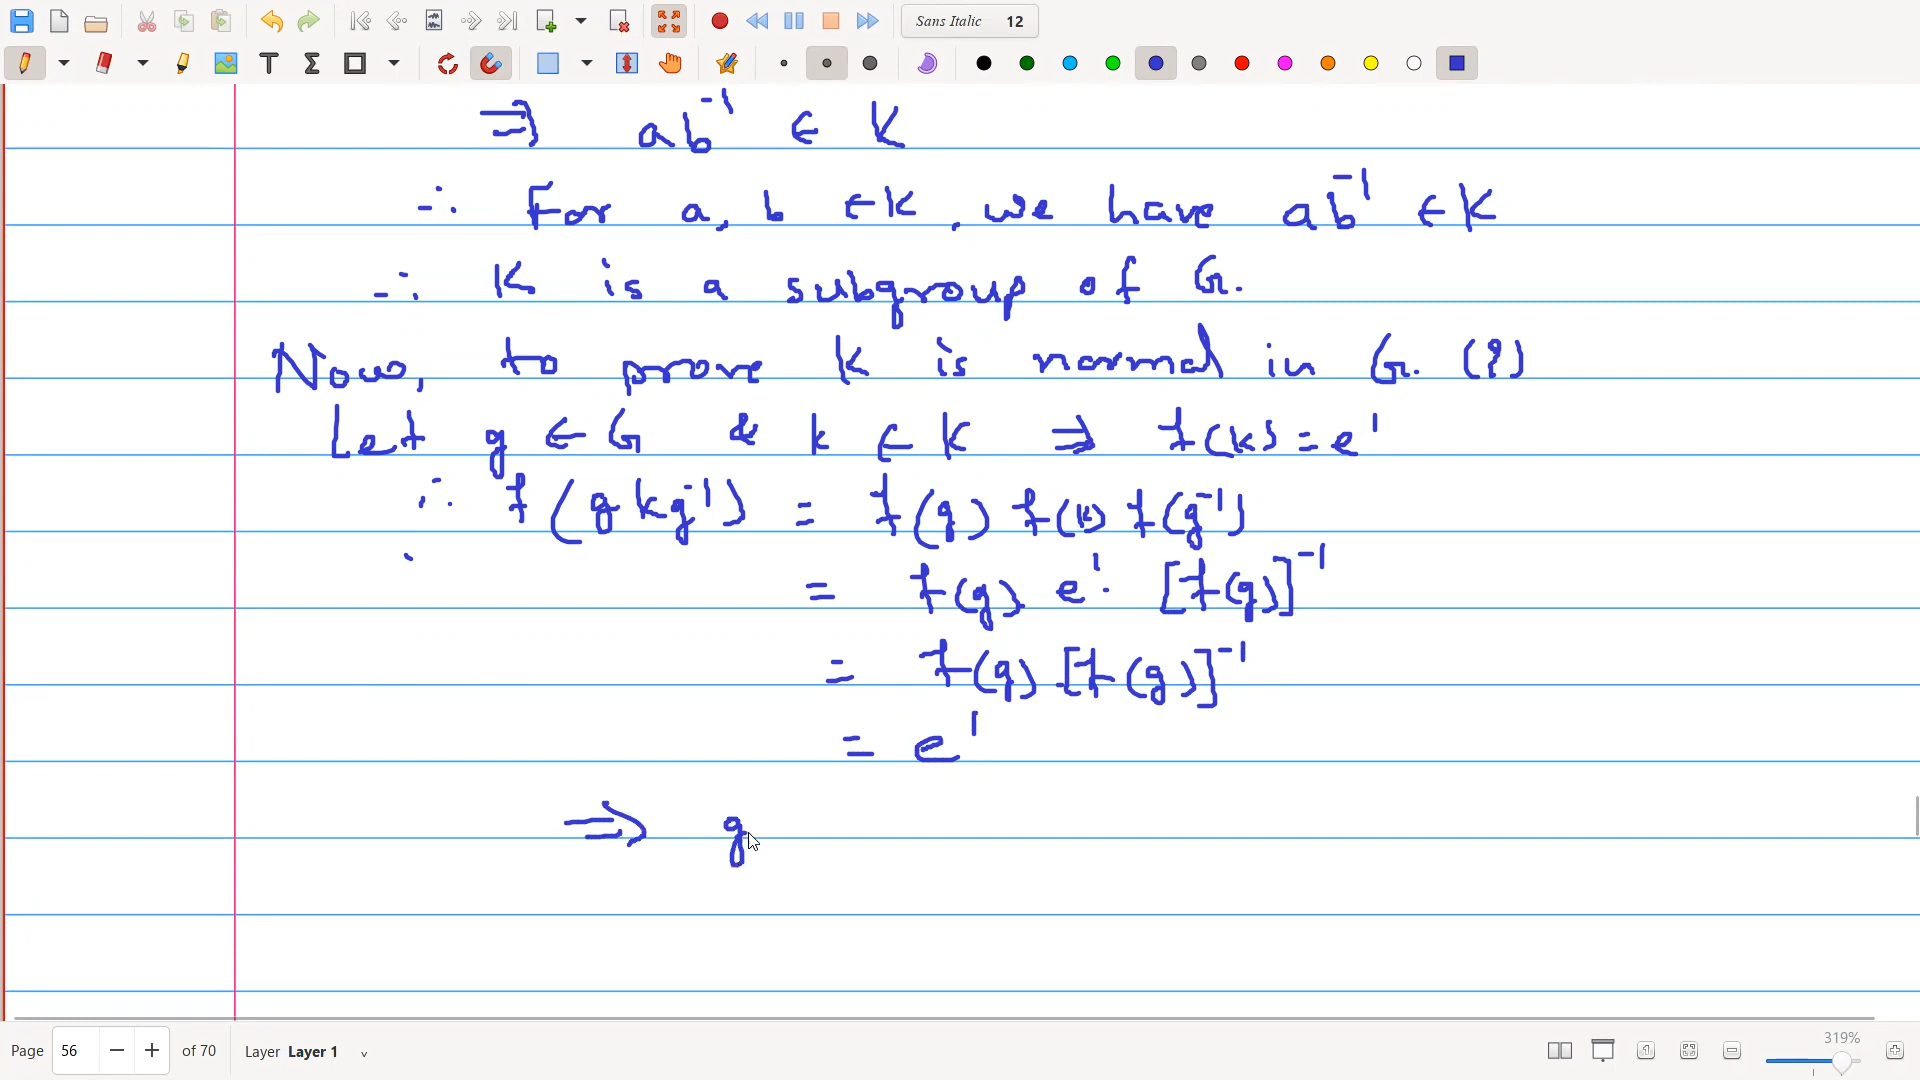 Sans Italic 12
⇒ ab⁻¹ ∈ K
∴ For a, b ∈ K, we have ab⁻¹ ∈ K
∴ K is a subgroup of G.
Now, to prove K is normal in G. (?)
Let g ∈ G & k ∈ K ⇒ f(k) = e'
∴ f(gkg⁻¹) = f(g) f(k) f(g⁻¹)
= f(g). e'. [f(g)]⁻¹
= f(g).[f(g)]⁻¹
= e'
⇒ g
Page 56 of 70 Layer Layer 1 319%